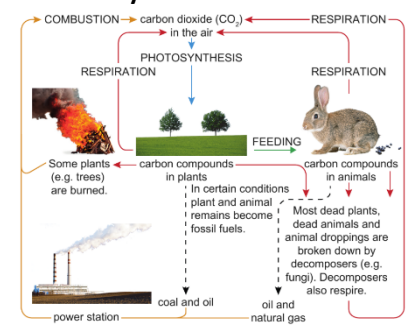 COMBUSTION
carbon dioxide (CO₂)
in the air
RESPIRATION
PHOTOSYNTHESIS
RESPIRATION
RESPIRATION
FEEDING
Some plants
(e.g. trees)
are burned.
carbon compounds
in plants
carbon compounds
in animals
In certain conditions
plant and animal
remains become
fossil fuels.
Most dead plants,
dead animals and
animal droppings are
broken down by
decomposers (e.g.
fungi). Decomposers
also respire.
coal and oil
oil and
natural gas
power station